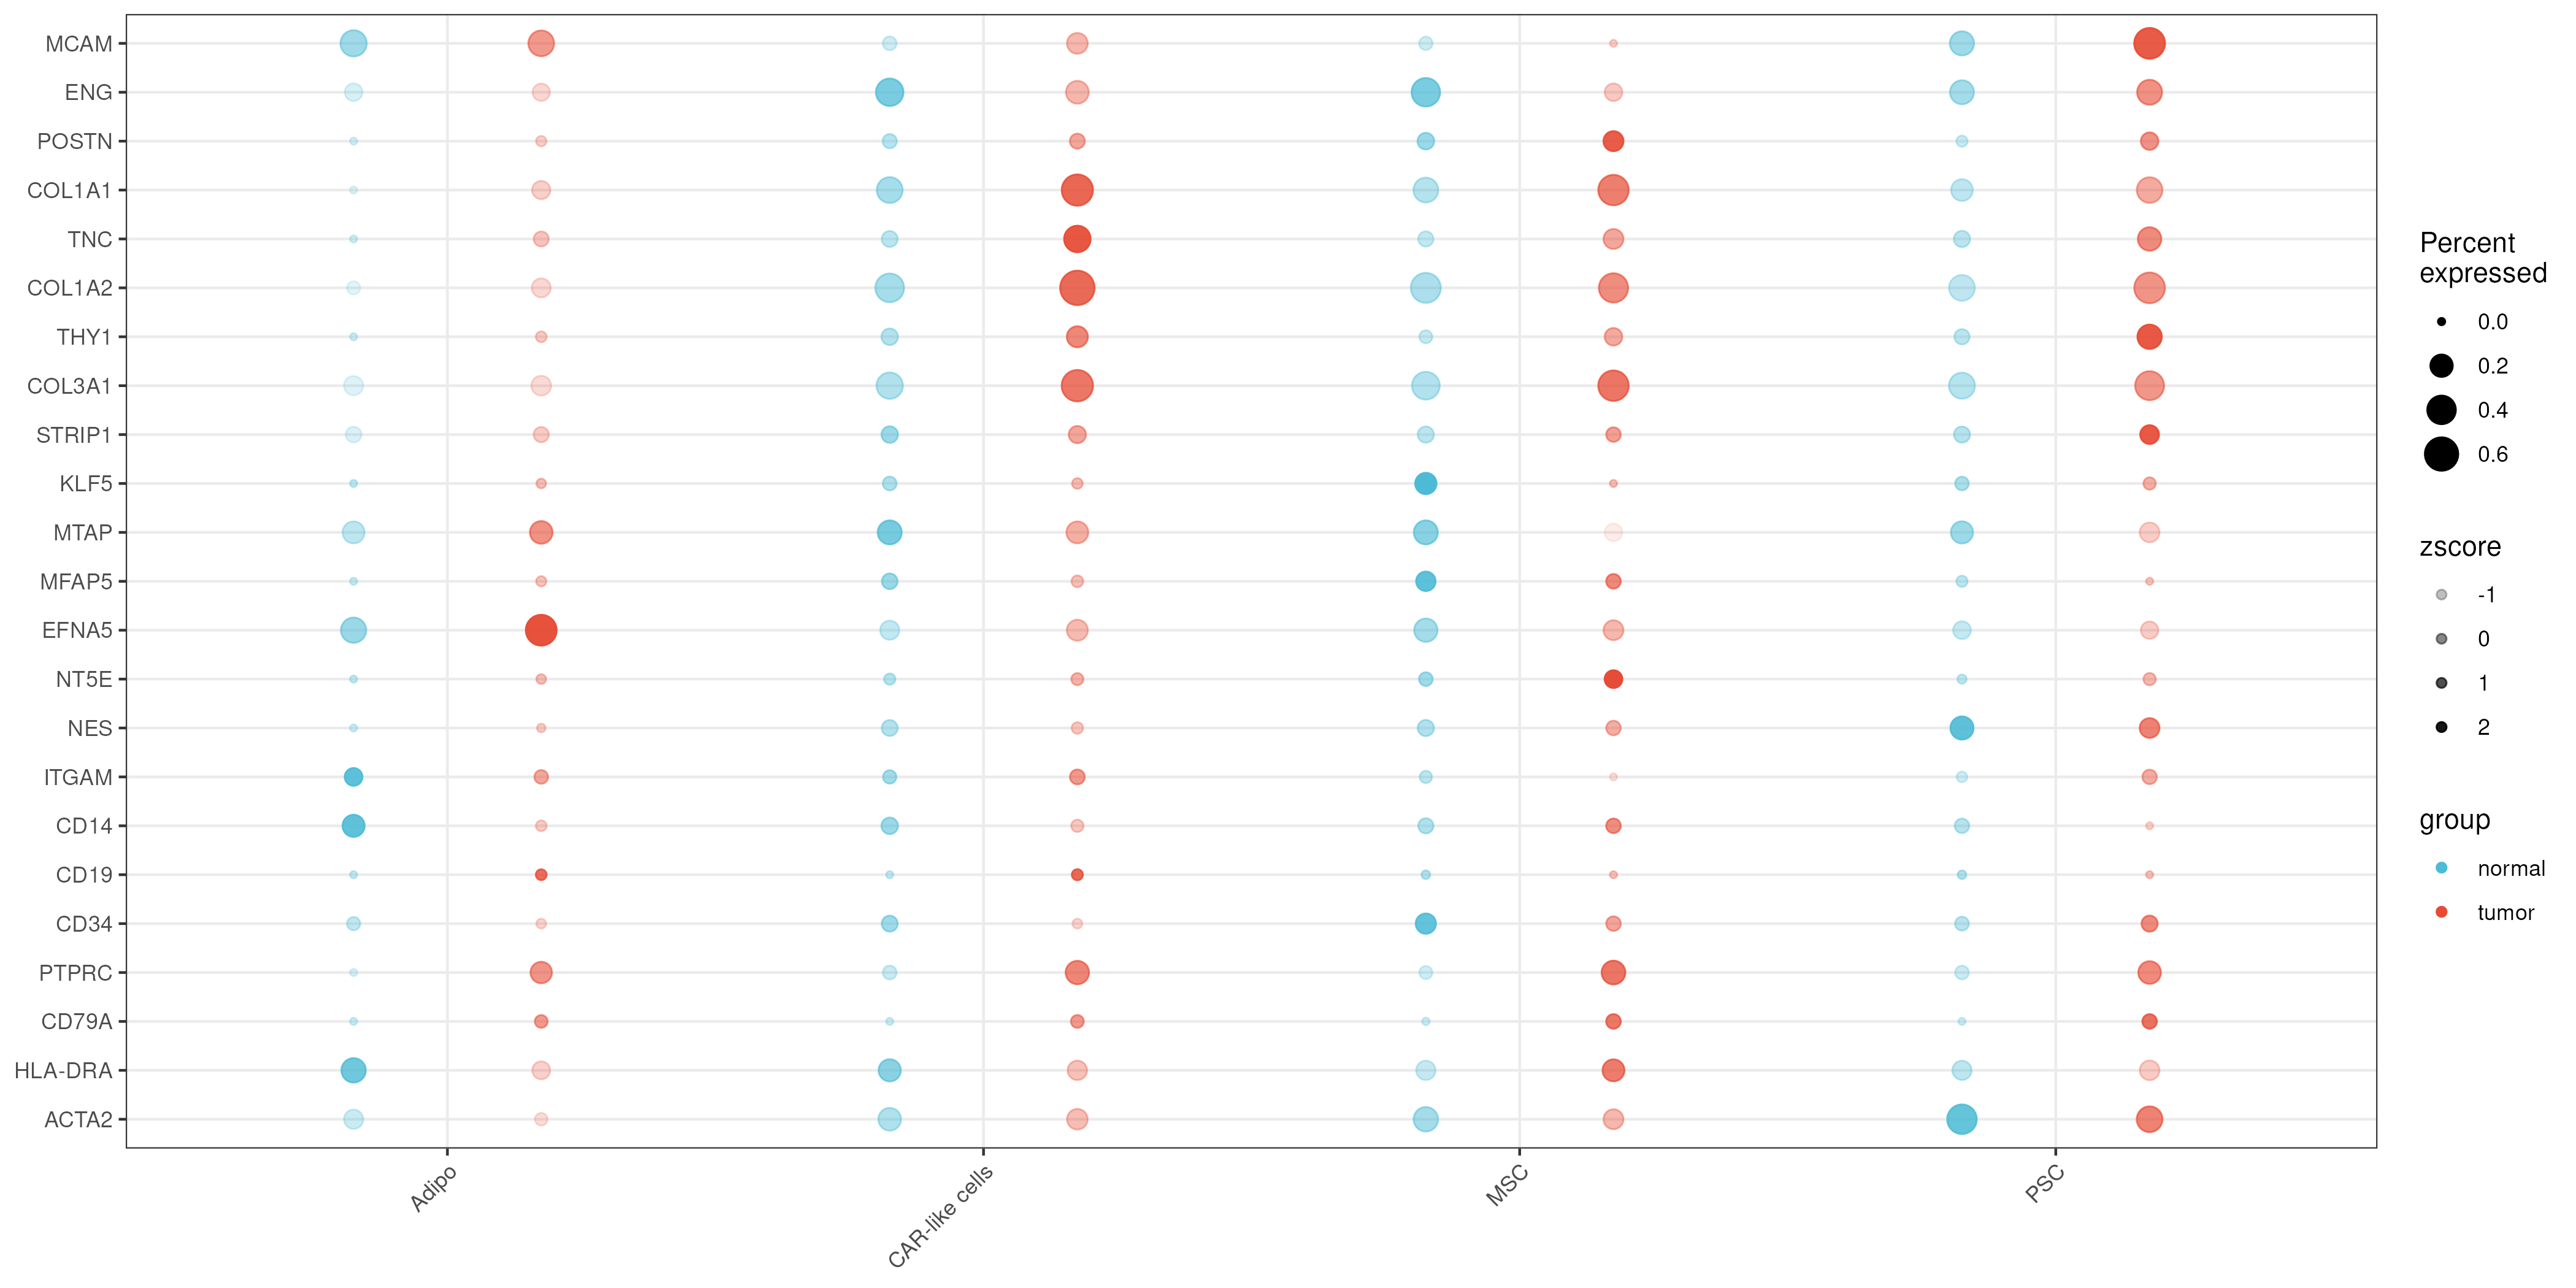 MCAM
ENG
POSTN
COL1A1
TNC
COL1A2
THY1
COL3A1
STRIP1
KLF5
MTAP
MFAP5
EFNA5
NT5E
NES
ITGAM
CD14
CD19
CD34
PTPRC
CD79A
HLA-DRA
ACTA2
Adipo
CAR-like cells
MSC
PSC
Percent
expressed
0.0
0.2
0.4
0.6
zscore
-1
0
1
2
group
normal
tumor